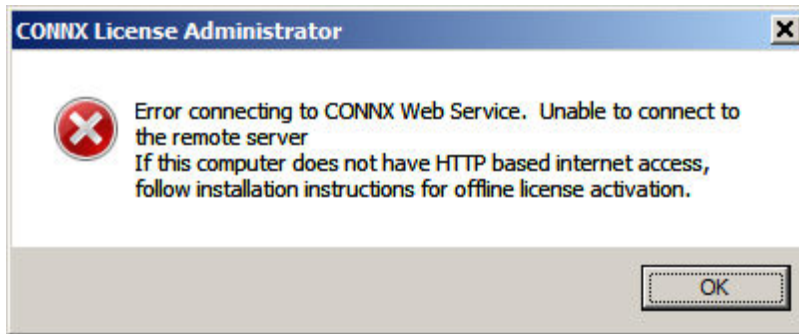 CONNX License Administrator
Error connecting to CONNX Web Service.  Unable to connect to
the remote server
If this computer does not have HTTP based internet access,
follow installation instructions for offline license activation.
OK